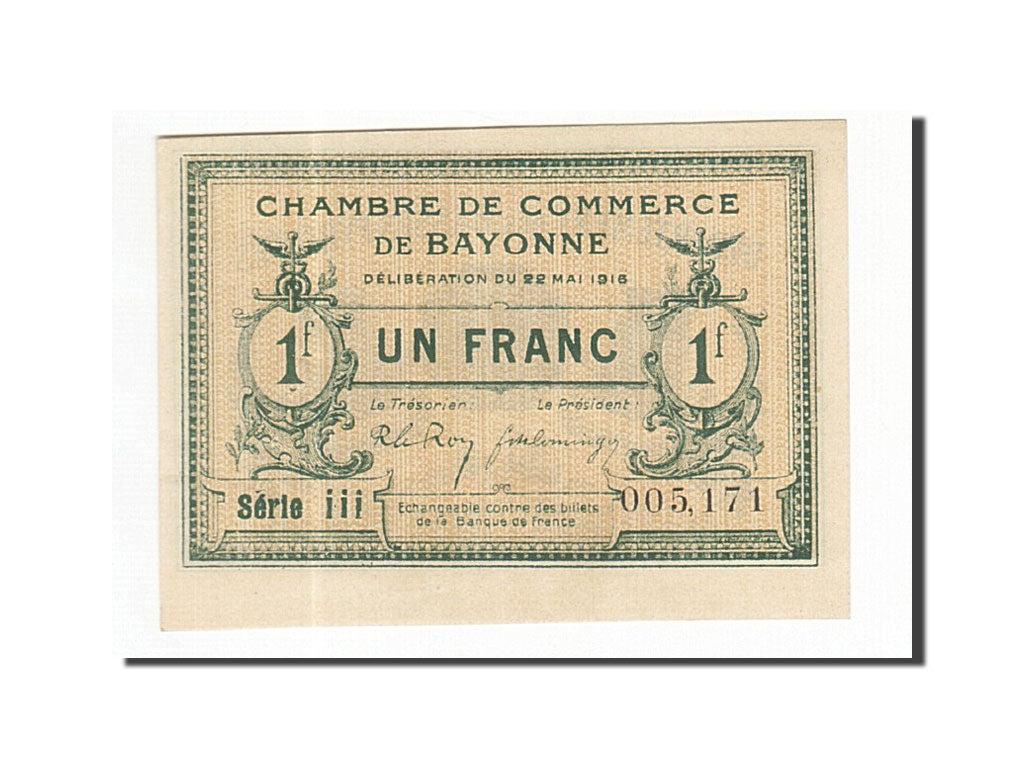 CHAMBRE DE COMMERCE
DE BAYONNE
DÉLIBÉRATION DU 22 MAI 1916
1f UN FRANC 1f
Le Trésorier: Le Président:
Série iii
005,171
Echangeable contre des billets
de la Banque de France